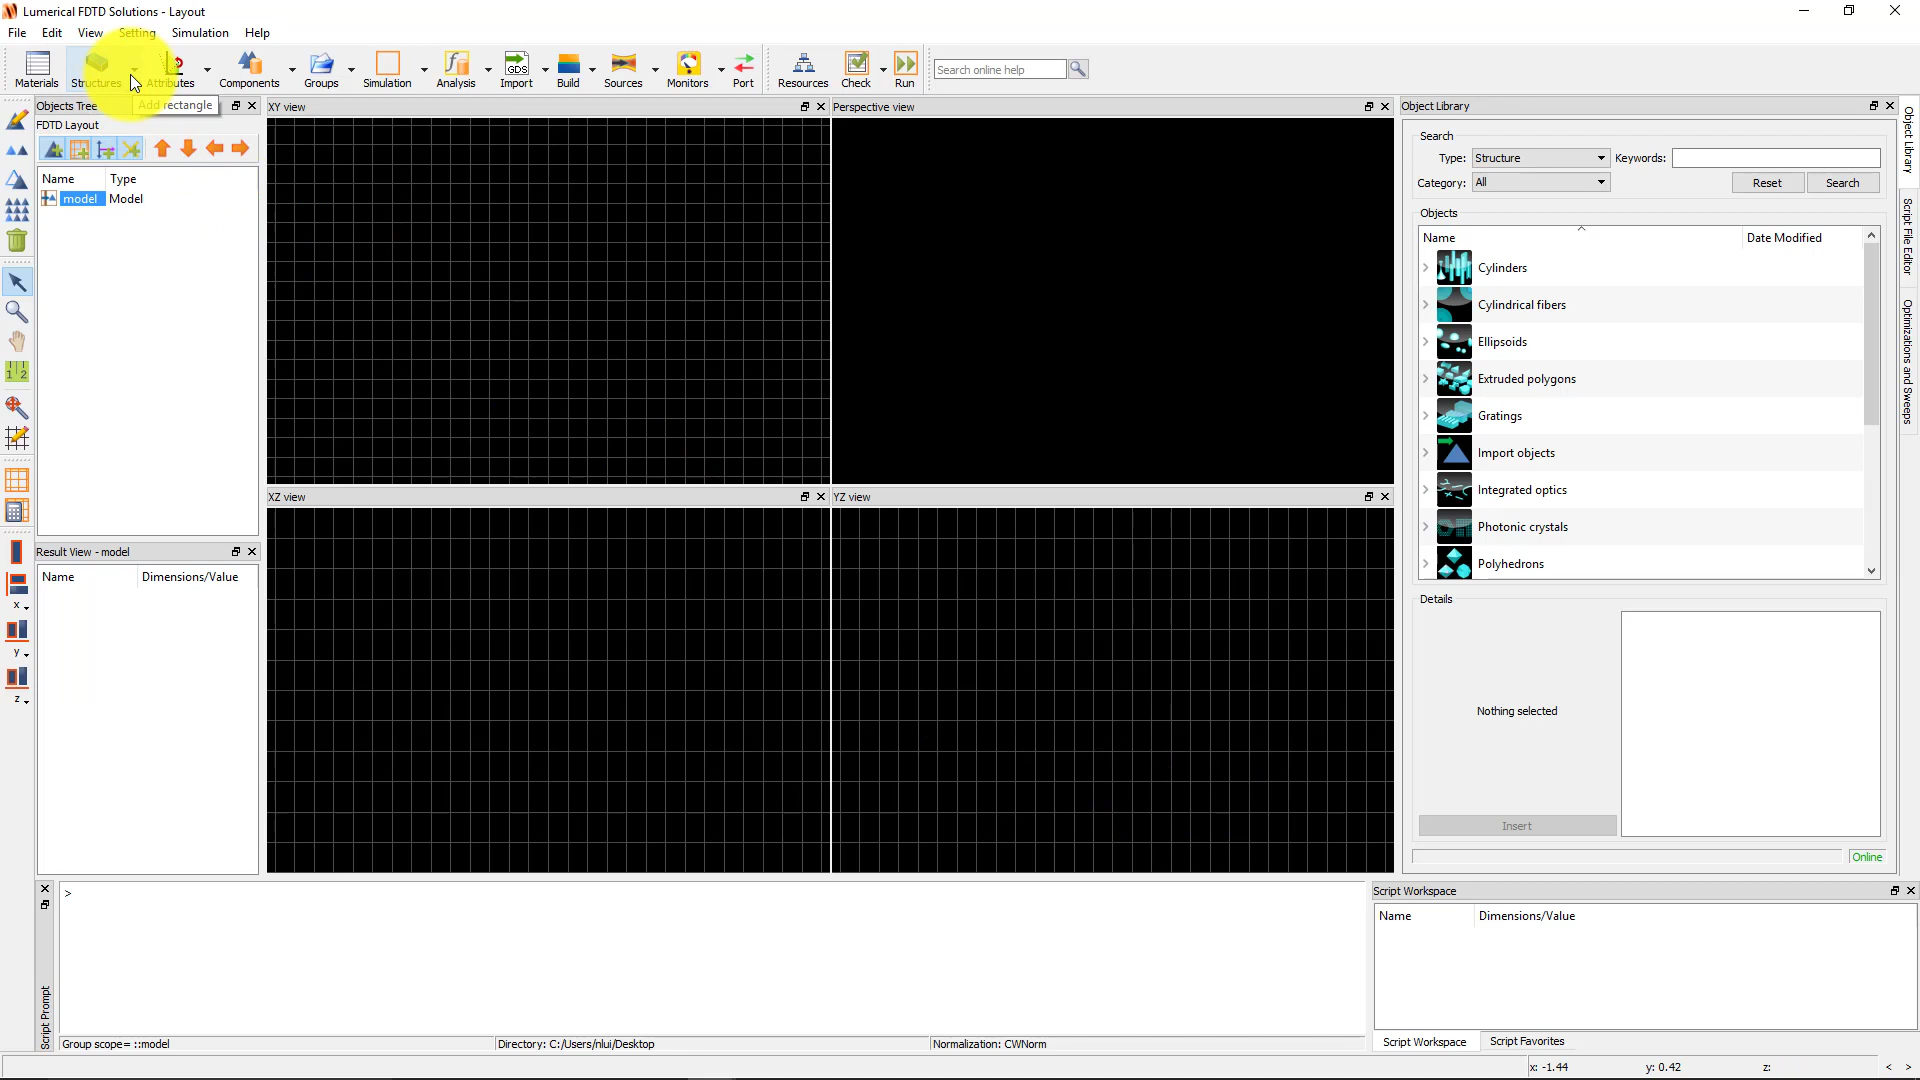 Lumerical FDTD Solutions - Layout
File Edit View Setting Simulation Help
Materials Structures Attributes Components Groups Simulation Analysis Import Build Sources Monitors Port Resources Check Run Search online help
GDS
Add rectangle
Objects Tree
FDTD Layout
Name Type
model Model
Result View - model
Name Dimensions/Value
x
y
z
XY view
Perspective view
XZ view
YZ view
Object Library
Search
Type: Structure Keywords:
Category: All Reset Search
Objects
Name Date Modified
Cylinders
Cylindrical fibers
Ellipsoids
Extruded polygons
Gratings
Import objects
Integrated optics
Photonic crystals
Polyhedrons
Details
Nothing selected
Insert
Online
Object Library
Script File Editor
Optimizations and Sweeps
>
Script Prompt
Group scope= ::model Directory: C:/Users/nlui/Desktop Normalization: CWNorm
Script Workspace
Name Dimensions/Value
Script Workspace Script Favorites
x: -1.44 y: 0.42 z: < >